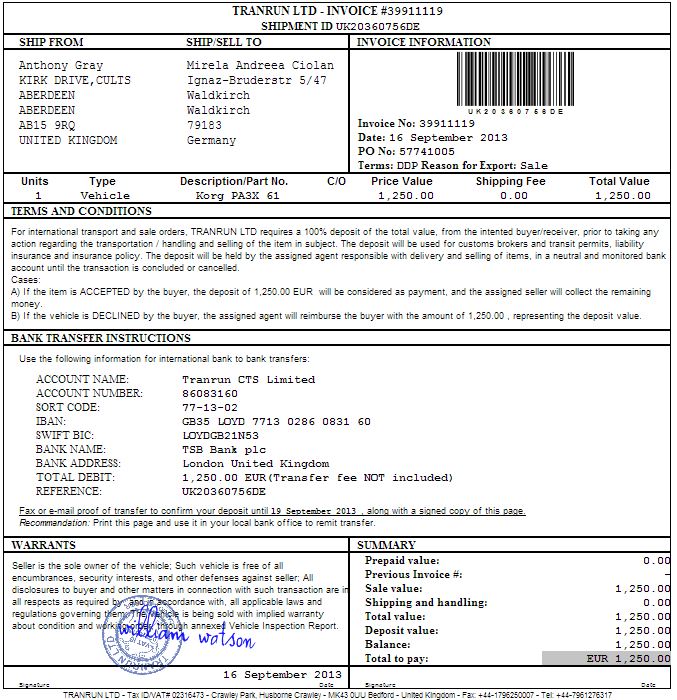 TRANRUN LTD - INVOICE #39911119
SHIPMENT ID UK20360756DE
SHIP FROM
Anthony Gray
KIRK DRIVE,CULTS
ABERDEEN
ABERDEEN
AB15 9RQ
UNITED KINGDOM
SHIP/SELL TO
Mirela Andreea Ciolan
Ignaz-Bruderstr 5/47
Waldkirch
Waldkirch
79183
Germany
INVOICE INFORMATION
UK20360756DE
Invoice No: 39911119
Date: 16 September 2013
PO No: 57741005
Terms: DDP Reason for Export: Sale
Units Type Description/Part No. C/O Price Value Shipping Fee Total Value
1 Vehicle Korg PA3X 61 1,250.00 0.00 1,250.00
TERMS AND CONDITIONS
For international transport and sale orders, TRANRUN LTD requires a 100% deposit of the total value, from the intented buyer/receiver, prior to taking any
action regarding the transportation / handling and selling of the item in subject. The deposit will be used for customs brokers and transit permits, liability
insurance and insurance policy. The deposit will be held by the assigned agent responsible with delivery and selling of items, in a neutral and monitored bank
account until the transaction is concluded or cancelled.
Cases:
A) If the item is ACCEPTED by the buyer, the deposit of 1,250.00 EUR will be considered as payment, and the assigned seller will collect the remaining
money.
B) If the vehicle is DECLINED by the buyer, the assigned agent will reimburse the buyer with the amount of 1,250.00 , representing the deposit value.
BANK TRANSFER INSTRUCTIONS
Use the following information for international bank to bank transfers:
ACCOUNT NAME: Tranrun CTS Limited
ACCOUNT NUMBER: 86083160
SORT CODE: 77-13-02
IBAN: GB35 LOYD 7713 0286 0831 60
SWIFT BIC: LOYDGB21N53
BANK NAME: TSB Bank plc
BANK ADDRESS: London United Kingdom
TOTAL DEBIT: 1,250.00 EUR(Transfer fee NOT included)
REFERENCE: UK20360756DE
Fax or e-mail proof of transfer to confirm your deposit until 19 September 2013 , along with a signed copy of this page.
Recommendation: Print this page and use it in your local bank office to remit transfer.
WARRANTS
Seller is the sole owner of the vehicle; Such vehicle is free of all
encumbrances, security interests, and other defenses against seller; All
disclosures to buyer and other matters in connection with such transaction are in
all respects as required by, and in accordance with, all applicable laws and
regulations governing them. The vehicle is being sold with implied warranty
about condition and working order through annexed Vehicle Inspection Report.
william watson
16 September 2013
Signature Date
SUMMARY
Prepaid value: 0.00
Previous Invoice #: -
Sale value: 1,250.00
Shipping and handling: 0.00
Total value: 1,250.00
Deposit value: 1,250.00
Balance: 1,250.00
Total to pay: EUR 1,250.00
Signature Date
TRANRUN LTD - Tax ID/VAT# 02316473 - Crawley Park, Husborne Crawley - MK43 0UU Bedford - United Kingdom - Fax: +44-1796250007 - Tel: +44-7961276317